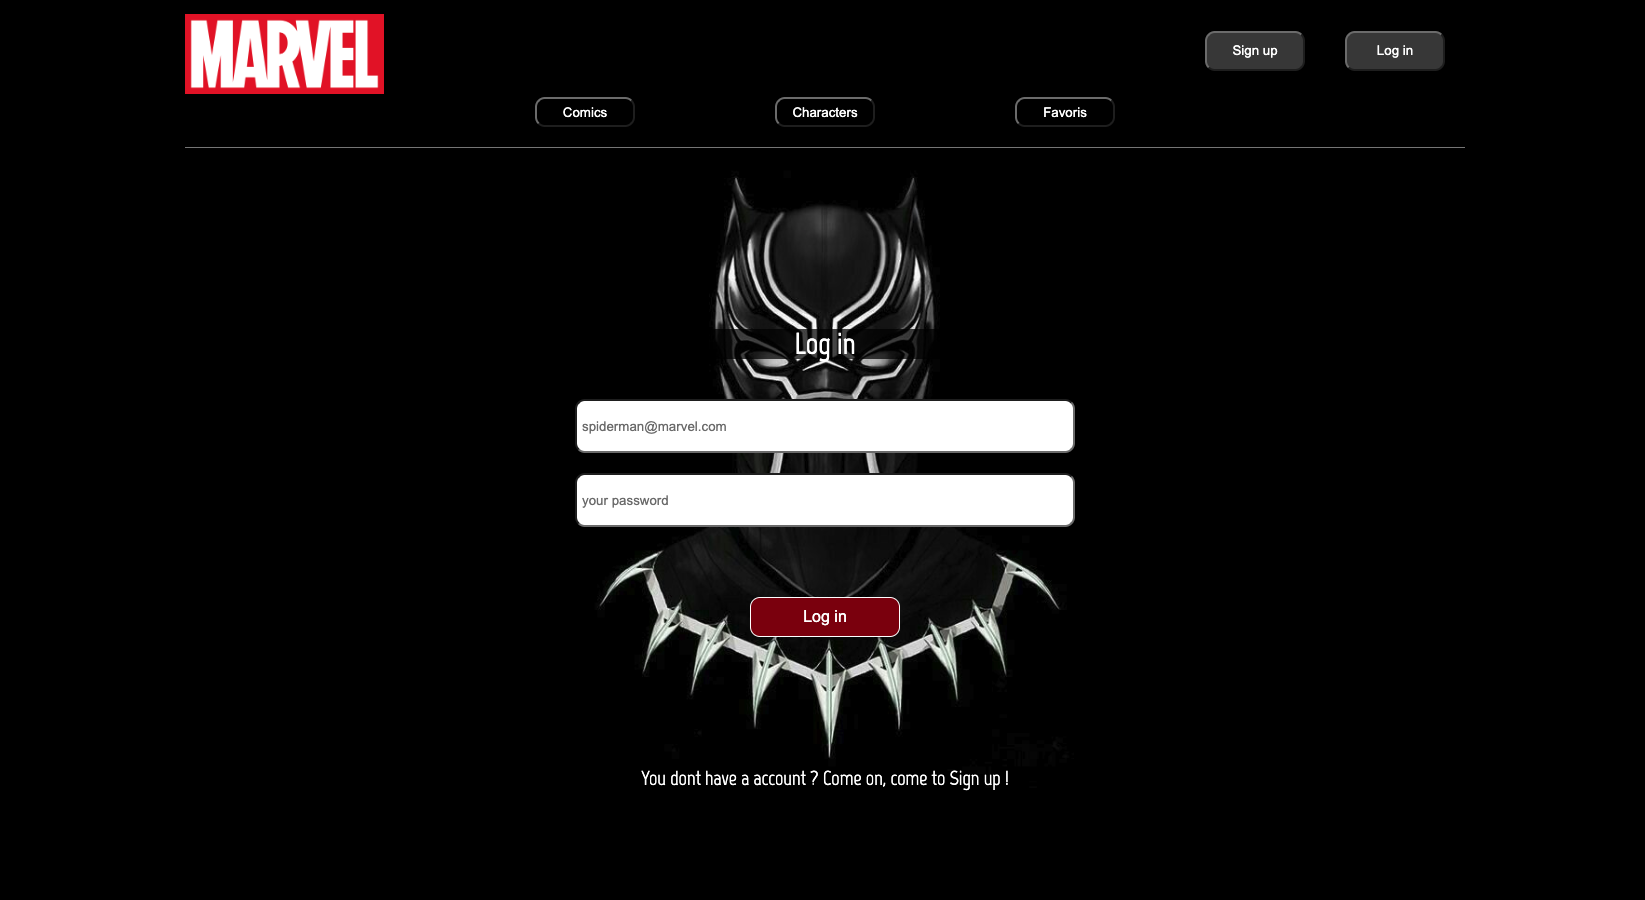 MARVEL
Sign up
Log in
Comics
Characters
Favoris
Log in
spiderman@marvel.com
your password
Log in
You dont have a account ? Come on, come to Sign up !